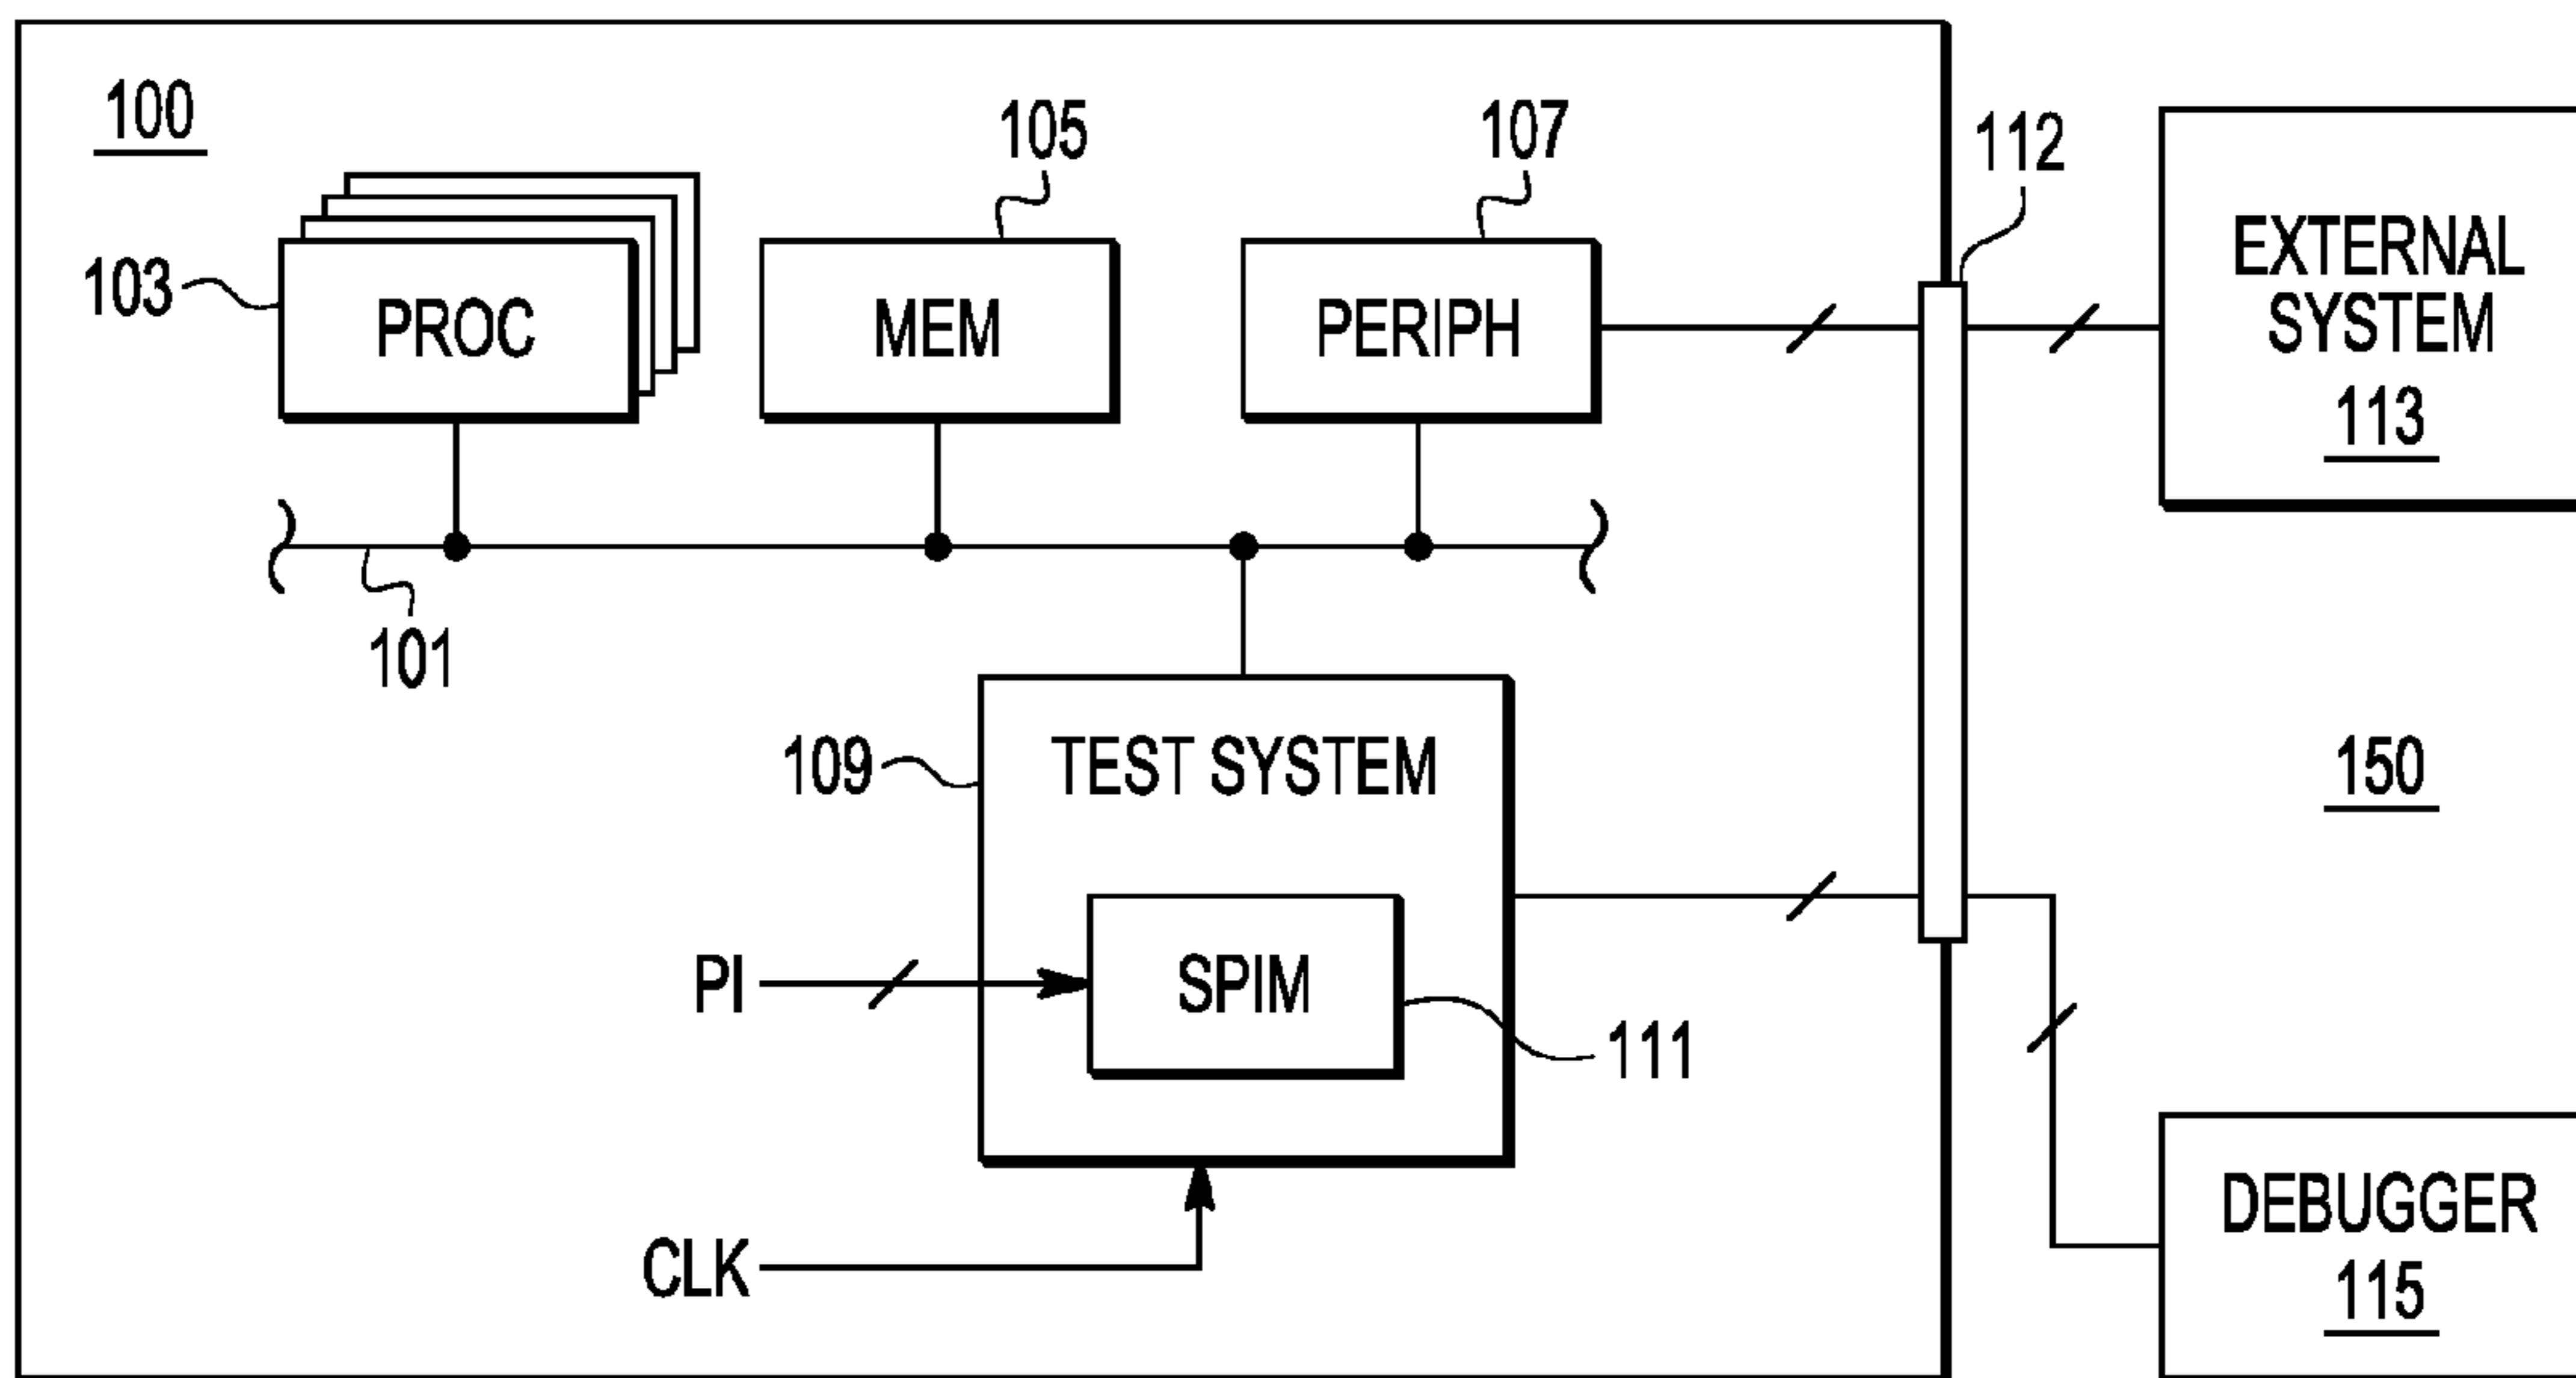 100
105
107
112
103
PROC
MEM
PERIPH
EXTERNAL
SYSTEM
113
101
109
TEST SYSTEM
150
PI
SPIM
111
CLK
DEBUGGER
115